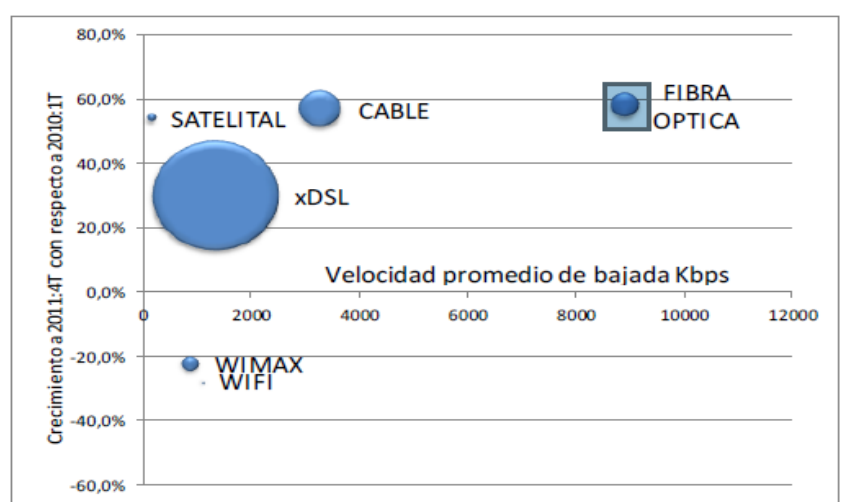 80,0%
60,0%
40,0%
20,0%
0,0%
-20,0%
-40,0%
-60,0%
Crecimiento a 2011:4T con respecto a 2010:1T
SATELITAL
CABLE
FIBRA
OPTICA
xDSL
Velocidad promedio de bajada Kbps
0 2000 4000 6000 8000 10000 12000
WIMAX
WIFI